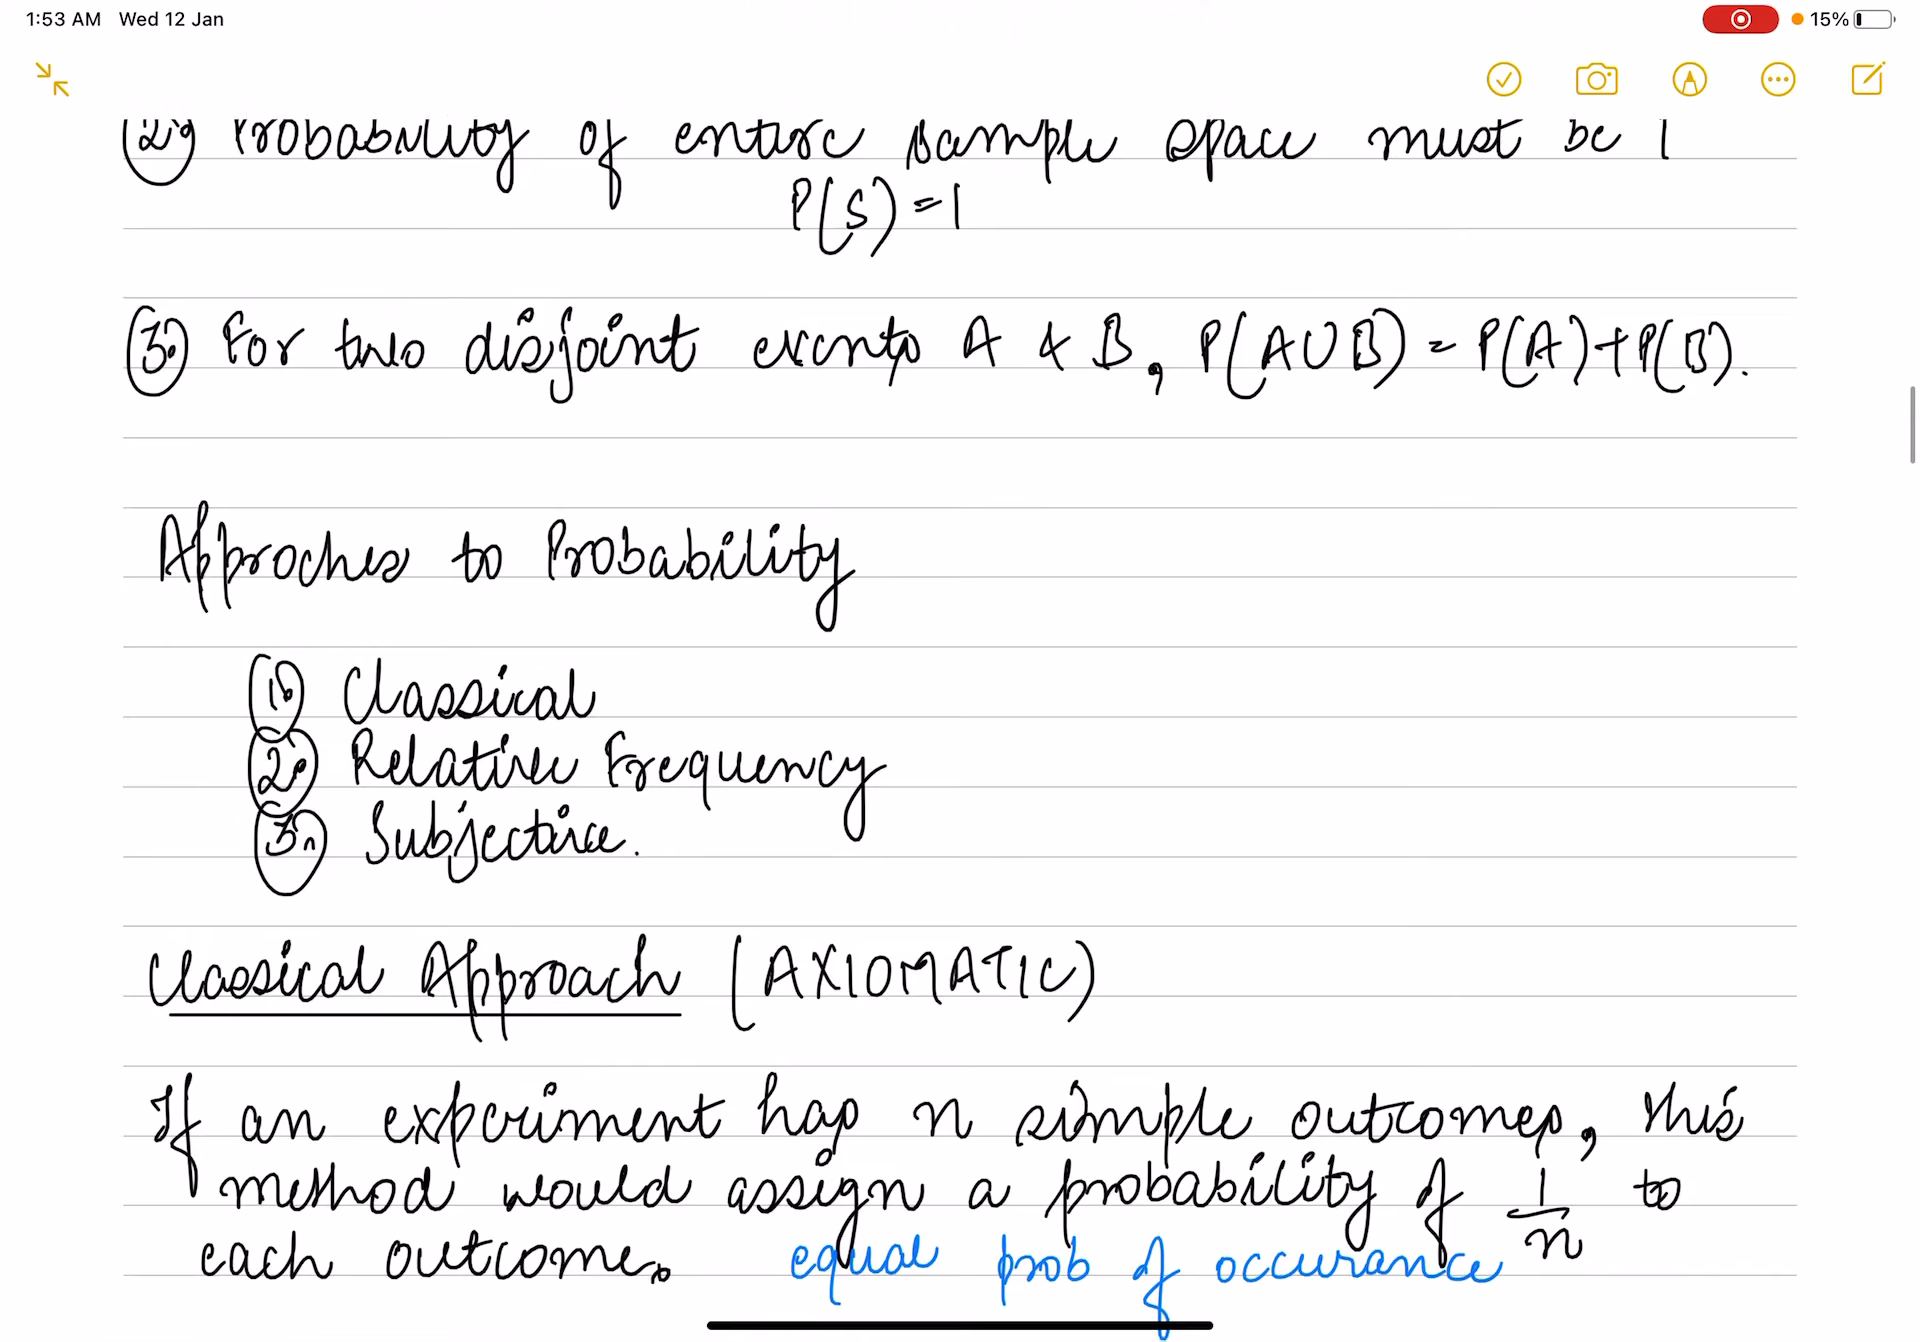 1:53 AM Wed 12 Jan
15%
2. Probability of entire sample space must be 1
P(S)=1
3. For two disjoint events A & B, P(A∪B) = P(A)+P(B).
Approches to Probability
1. Classical
2. Relative Frequency
3. Subjective.
Classical Approach (AXIOMATIC)
If an experiment has n simple outcomes, this
method would assign a probability of 1/n to
each outcome. equal prob of occurance